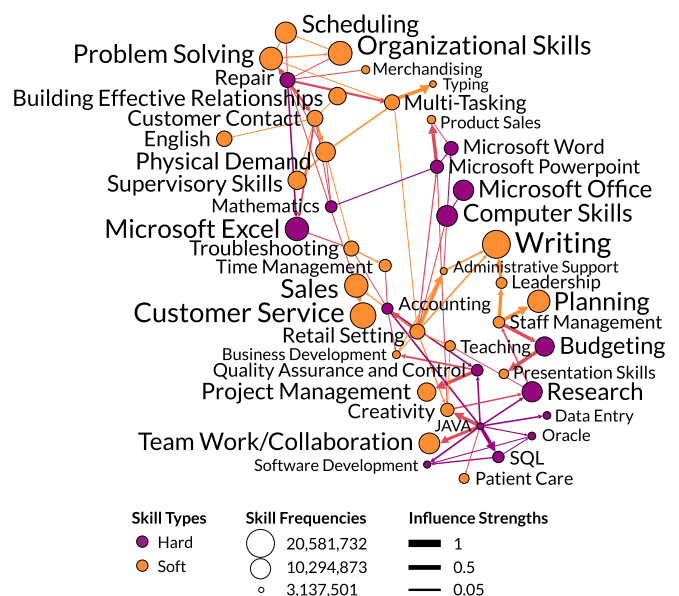 Scheduling
Problem Solving
Organizational Skills
Repair
Merchandising
Typing
Building Effective Relationships
Multi-Tasking
Customer Contact
Product Sales
English
Microsoft Word
Physical Demand
Microsoft Powerpoint
Supervisory Skills
Microsoft Office
Mathematics
Computer Skills
Microsoft Excel
Troubleshooting
Writing
Time Management
Administrative Support
Sales
Leadership
Accounting
Planning
Customer Service
Staff Management
Retail Setting
Teaching
Budgeting
Business Development
Quality Assurance and Control
Presentation Skills
Project Management
Research
Creativity
Data Entry
JAVA
Oracle
Team Work/Collaboration
SQL
Software Development
Patient Care
Skill Types
Hard
Soft
Skill Frequencies
20,581,732
10,294,873
3,137,501
Influence Strengths
1
0.5
0.05